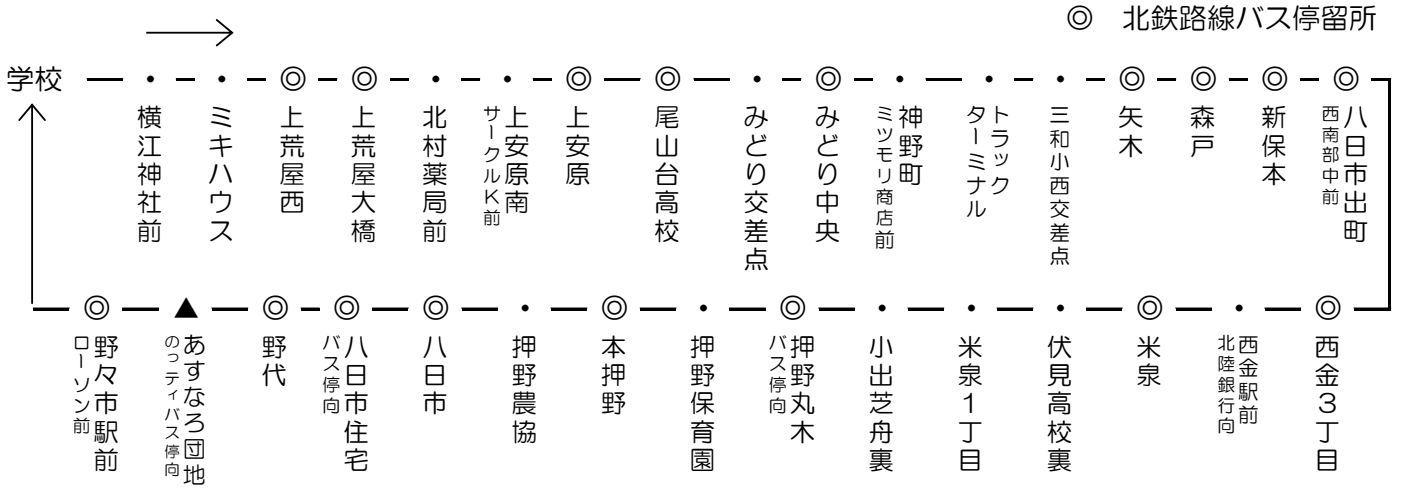 ◎ 北鉄路線バス停留所
学校
横江神社前
ミキハウス
上荒屋西
上荒屋大橋
北村薬局前
上安原南
サークルK前
上安原
尾山台高校
みどり交差点
みどり中央
神野町
ミツモリ商店前
トラック
ターミナル
三和小西交差点
矢木
森戸
新保本
八日市出町
西南部中前
野々市駅前
ローソン前
あすなろ団地
のっティバス停向
野代
八日市住宅
バス停向
八日市
押野農協
本押野
押野保育園
押野丸木
バス停向
小出芝舟裏
米泉1丁目
伏見高校裏
米泉
西金駅前
北陸銀行向
西金3丁目